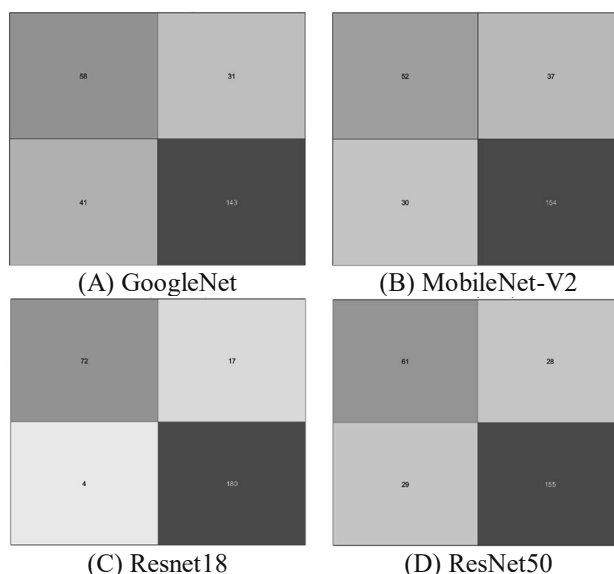 58 31 52 37
41 143 30 154
(A) GoogleNet (B) MobileNet-V2
72 17 61 28
4 180 29 155
(C) Resnet18 (D) ResNet50